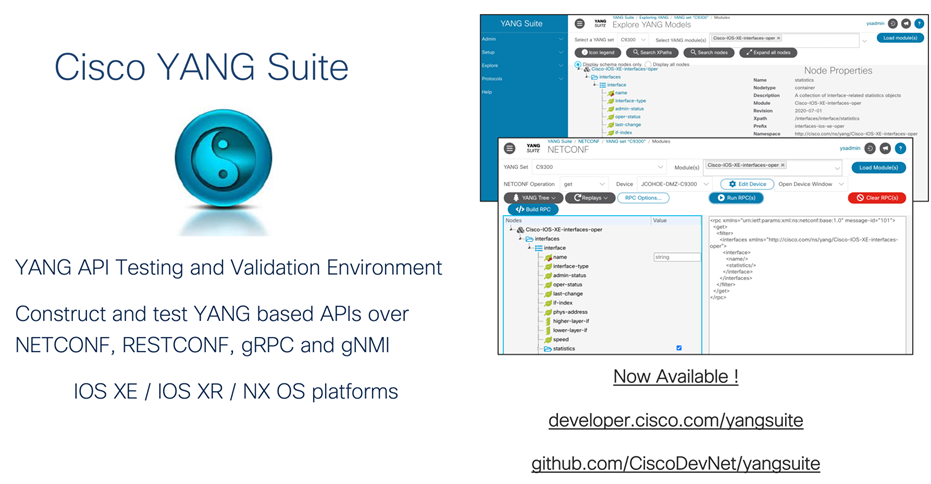 Cisco YANG Suite
YANG API Testing and Validation Environment
Construct and test YANG based APIs over
NETCONF, RESTCONF, gRPC and gNMI
IOS XE / IOS XR / NX OS platforms
YANG Suite
Admin
Setup
Explore
Protocols
Help
YANG SUITE
YANG Suite / Exploring YANG / YANG set "C9300" / Modules
Explore YANG Models
ysadmin
Select a YANG set C9300 Select YANG module(s) Cisco-IOS-XE-interfaces-oper Load module(s)
Icon legend Search XPaths Search nodes Expand all nodes
Display schema nodes only Display all nodes
Cisco-IOS-XE-interfaces-oper
interfaces
interface
name
interface-type
admin-status
oper-status
last-change
if-index
Node Properties
Name statistics
Nodetype container
Description A collection of interface-related statistics objects
Module Cisco-IOS-XE-interfaces-oper
Revision 2020-07-01
Xpath /interfaces/interface/statistics
Prefix interfaces-ios-xe-oper
Namespace http://cisco.com/ns/yang/Cisco-IOS-XE-interfaces-oper
YANG SUITE
YANG Suite / NETCONF / YANG set "C9300" / Modules
NETCONF
ysadmin
YANG Set C9300 Module(s) Cisco-IOS-XE-interfaces-oper Load Module(s)
NETCONF Operation get Device JCOHOE-DMZ-C9300 Edit Device Open Device Window
YANG Tree Replays RPC Options... Run RPC(s) Clear RPC(s)
Build RPC
Nodes Value
Cisco-IOS-XE-interfaces-oper
interfaces
interface
name string
interface-type
admin-status
oper-status
last-change
if-index
phys-address
higher-layer-if
lower-layer-if
speed
statistics
<rpc xmlns="urn:ietf:params:xml:ns:netconf:base:1.0" message-id="101">
<get>
<filter>
<interfaces xmlns="http://cisco.com/ns/yang/Cisco-IOS-XE-interfaces-
oper">
<interface>
<name/>
<statistics/>
</interface>
</interfaces>
</filter>
</get>
</rpc>
Now Available !
developer.cisco.com/yangsuite
github.com/CiscoDevNet/yangsuite